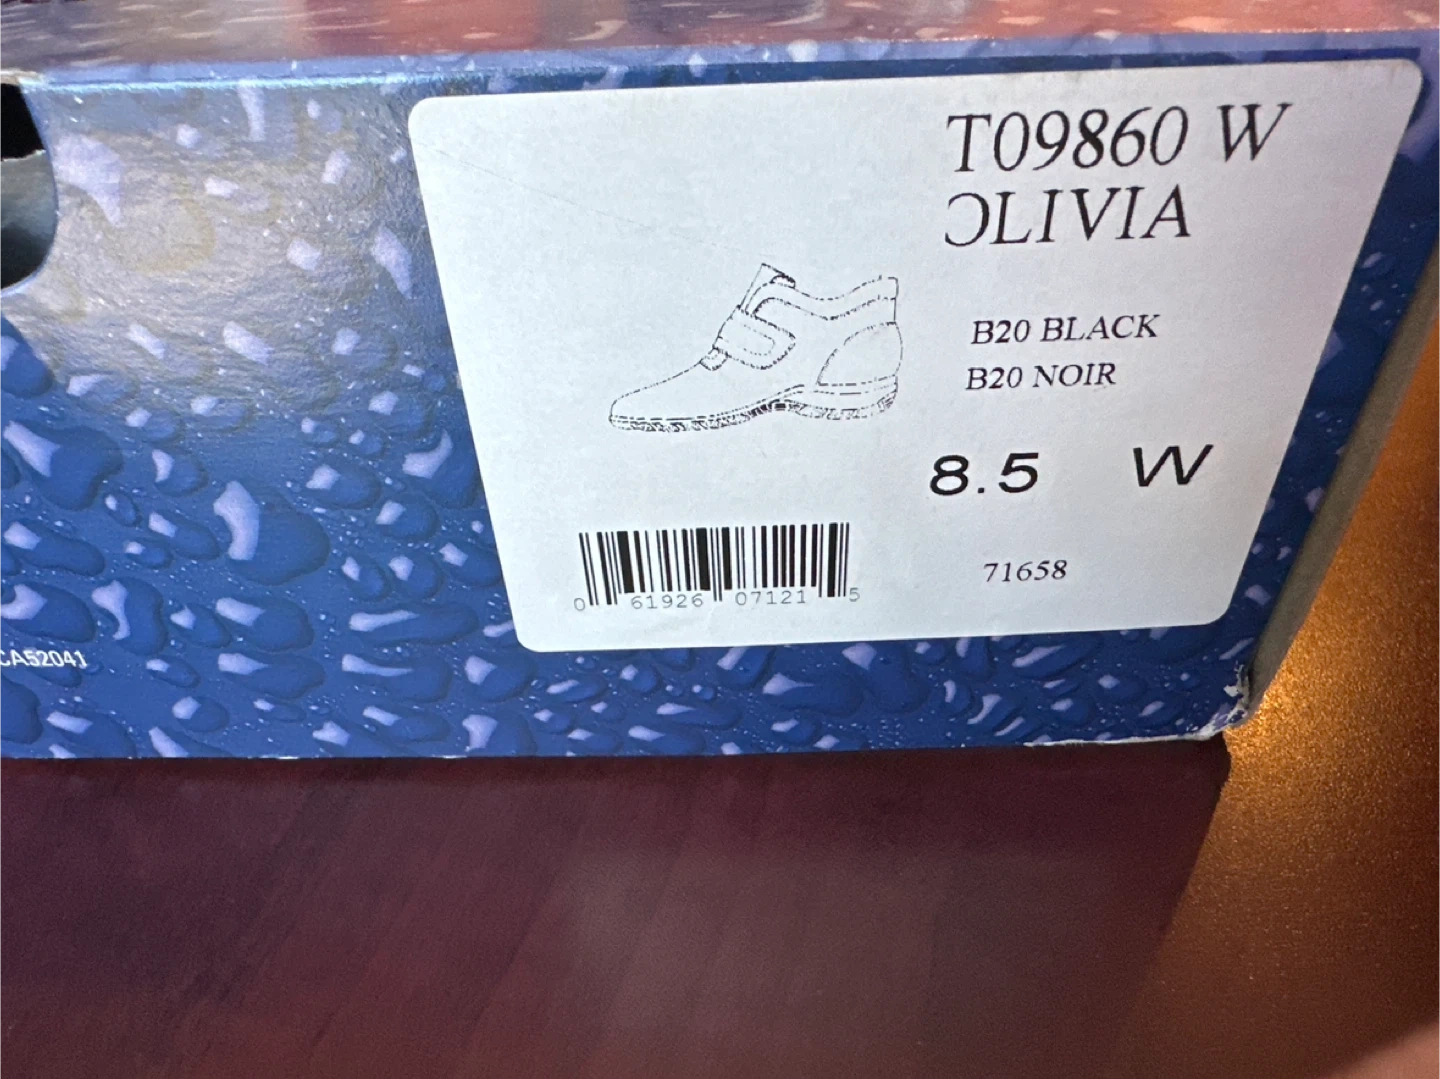 T09860 W
OLIVIA
B20 BLACK
B20 NOIR
8.5 W
71658
0 61926 07121 5
CA52041